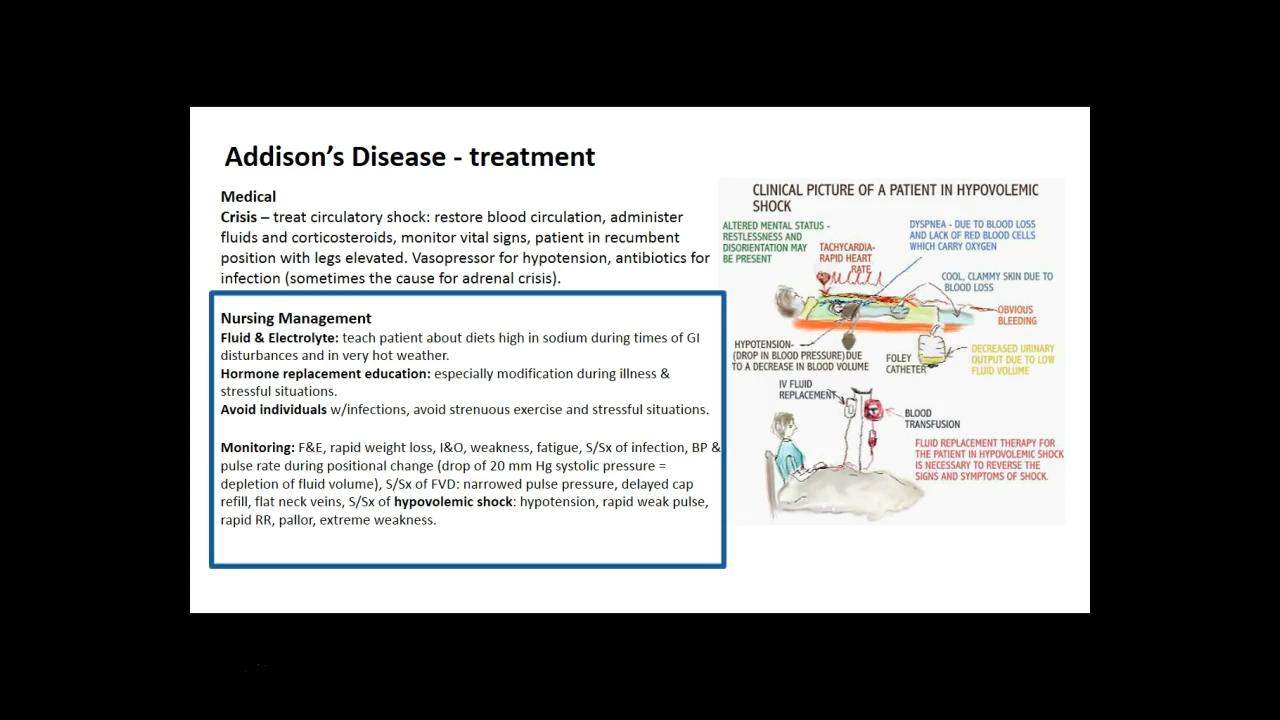 Addison's Disease - treatment
Medical
Crisis – treat circulatory shock: restore blood circulation, administer
fluids and corticosteroids, monitor vital signs, patient in recumbent
position with legs elevated. Vasopressor for hypotension, antibiotics for
infection (sometimes the cause for adrenal crisis).
Nursing Management
Fluid & Electrolyte: teach patient about diets high in sodium during times of GI
disturbances and in very hot weather.
Hormone replacement education: especially modification during illness &
stressful situations.
Avoid individuals w/infections, avoid strenuous exercise and stressful situations.
Monitoring: F&E, rapid weight loss, I&O, weakness, fatigue, S/Sx of infection, BP &
pulse rate during positional change (drop of 20 mm Hg systolic pressure =
depletion of fluid volume), S/Sx of FVD: narrowed pulse pressure, delayed cap
refill, flat neck veins, S/Sx of hypovolemic shock: hypotension, rapid weak pulse,
rapid RR, pallor, extreme weakness.
CLINICAL PICTURE OF A PATIENT IN HYPOVOLEMIC
SHOCK
ALTERED MENTAL STATUS -
RESTLESSNESS AND
DISORIENTATION MAY
BE PRESENT
TACHYCARDIA-
RAPID HEART
RATE
DYSPNEA - DUE TO BLOOD LOSS
AND LACK OF RED BLOOD CELLS
WHICH CARRY OXYGEN
COOL, CLAMMY SKIN DUE TO
BLOOD LOSS
OBVIOUS
BLEEDING
HYPOTENSION-
(DROP IN BLOOD PRESSURE) DUE
TO A DECREASE IN BLOOD VOLUME
FOLEY
CATHETER
DECREASED URINARY
OUTPUT DUE TO LOW
FLUID VOLUME
IV FLUID
REPLACEMENT
BLOOD
TRANSFUSION
FLUID REPLACEMENT THERAPY FOR
THE PATIENT IN HYPOVOLEMIC SHOCK
IS NECESSARY TO REVERSE THE
SIGNS AND SYMPTOMS OF SHOCK.